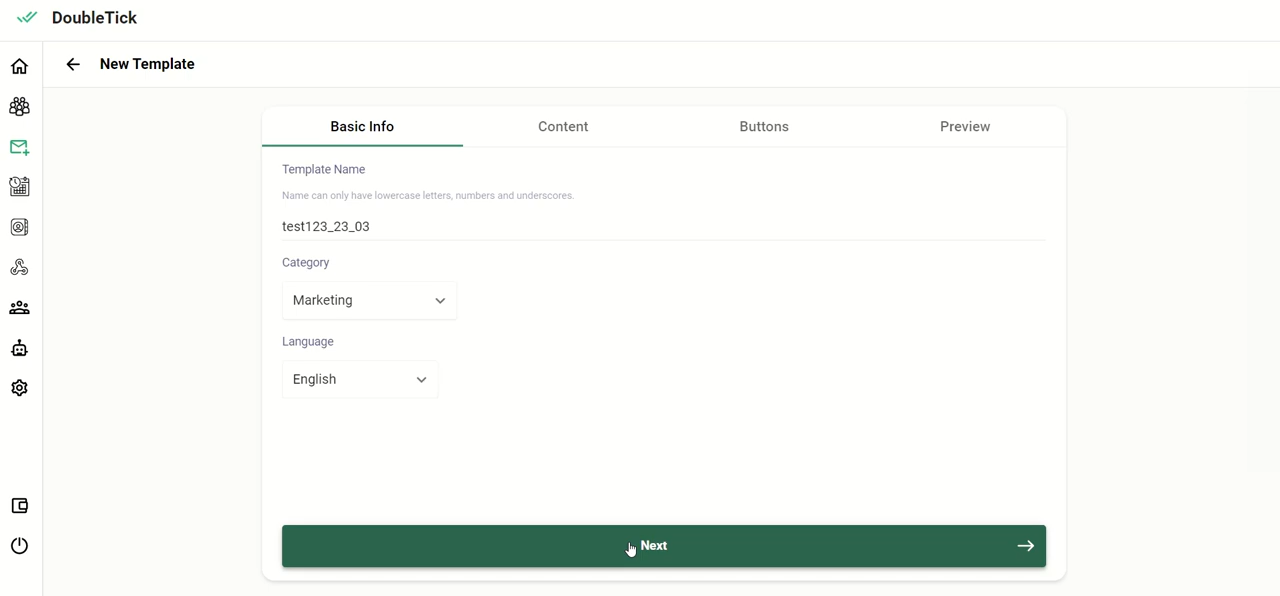 DoubleTick
New Template
Basic Info Content Buttons Preview
Template Name
Name can only have lowercase letters, numbers and underscores.
test123_23_03
Category
Marketing
Language
English
Next